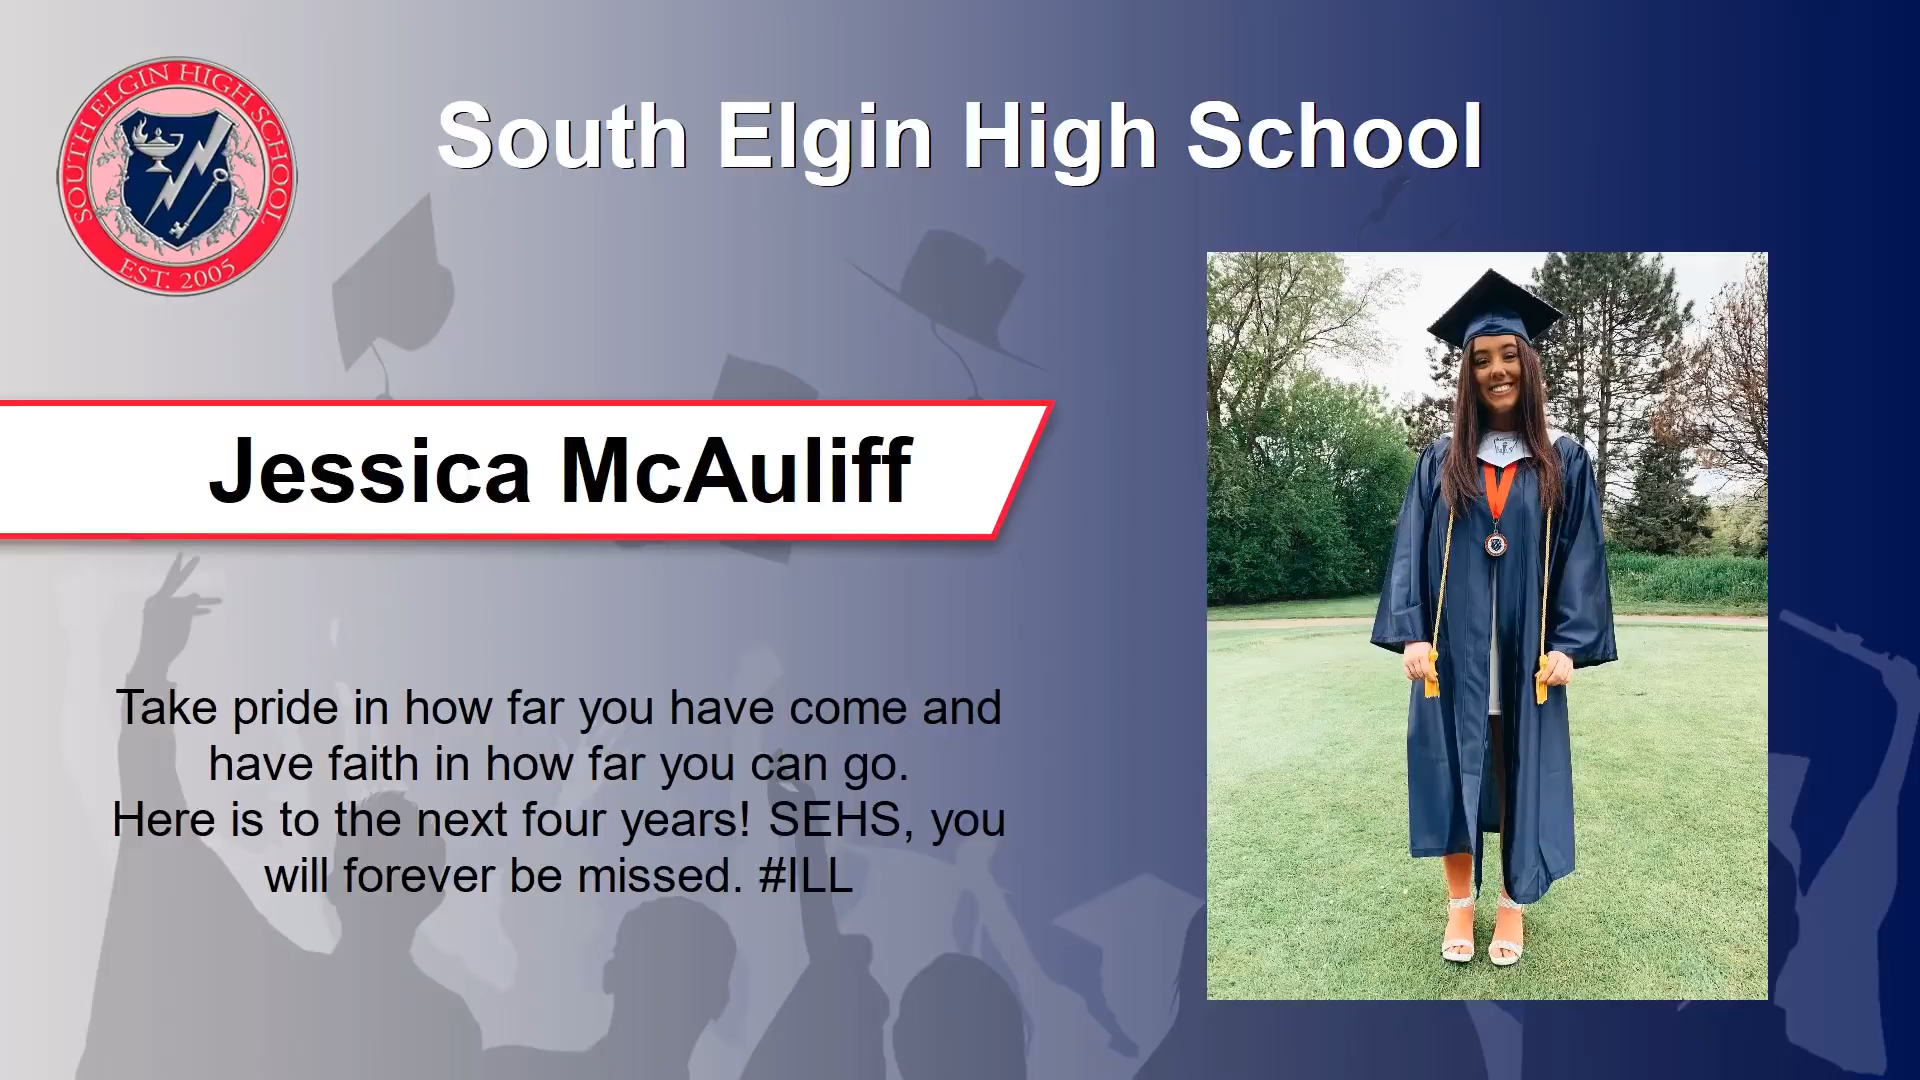 SOUTH ELGIN HIGH SCHOOL
EST. 2005
South Elgin High School
Jessica McAuliff
Take pride in how far you have come and
have faith in how far you can go.
Here is to the next four years! SEHS, you
will forever be missed. #ILL